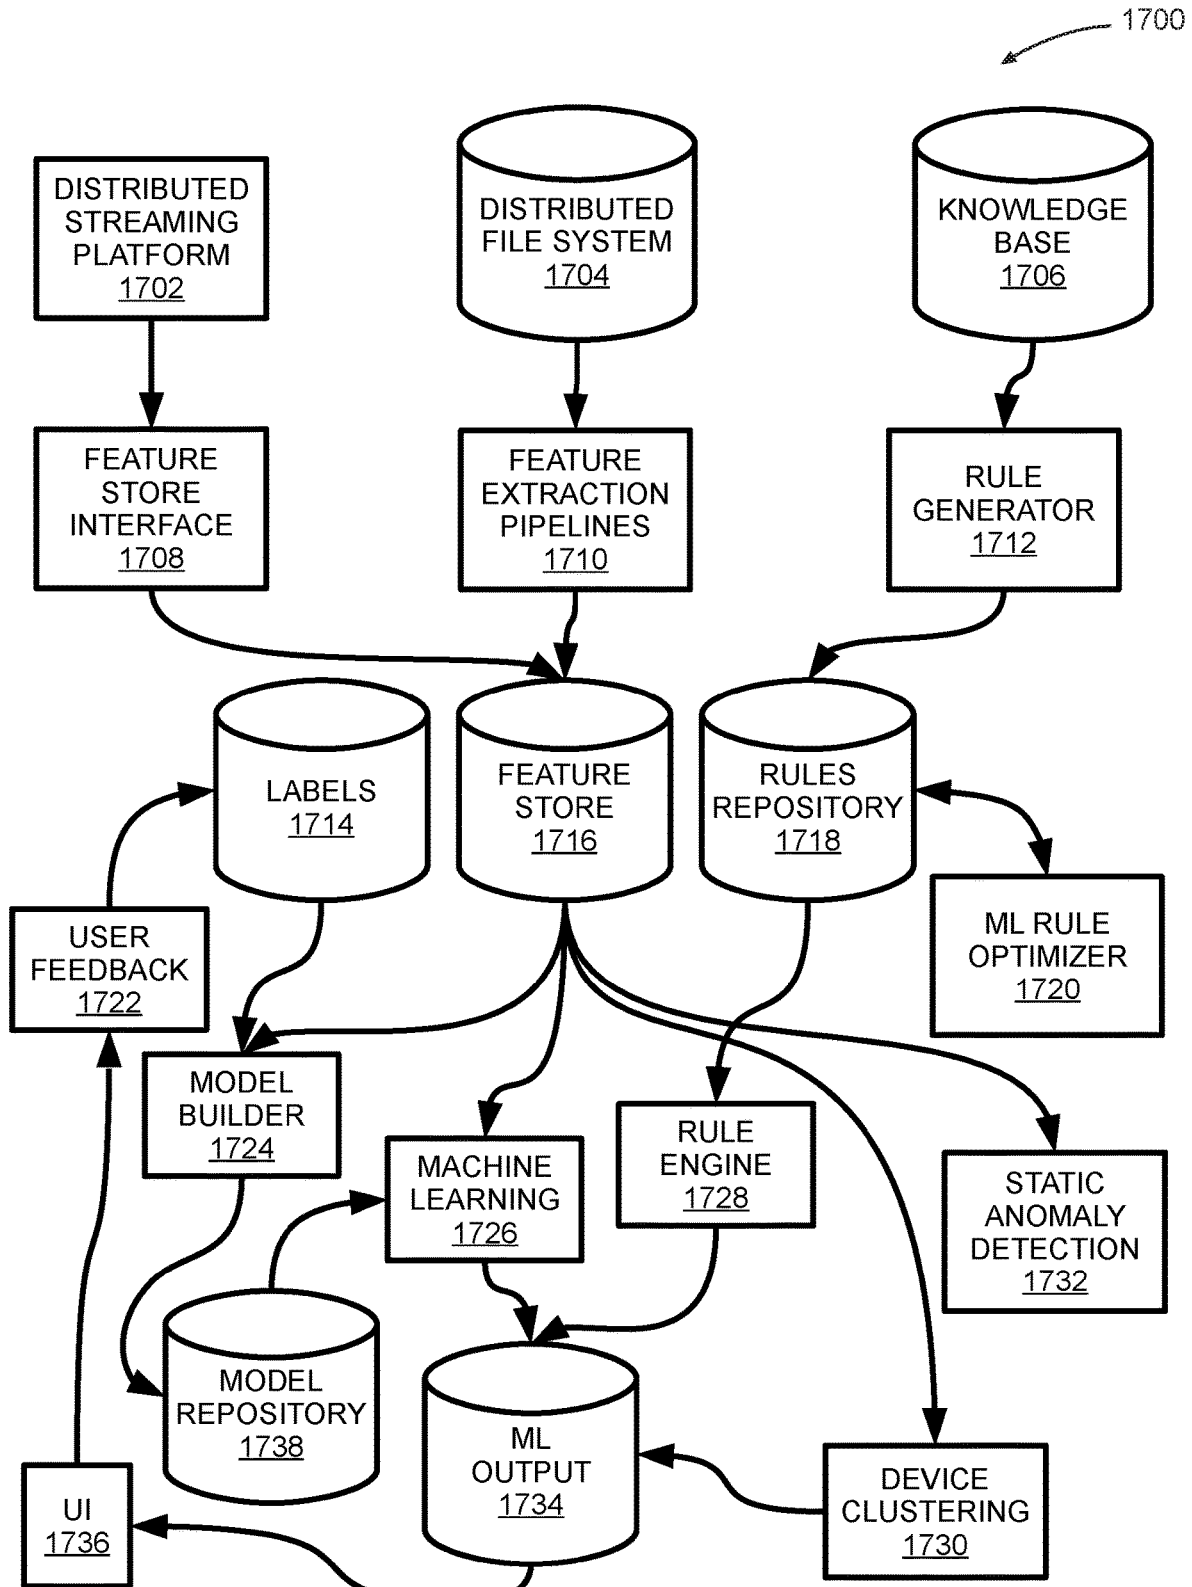 1700
DISTRIBUTED
STREAMING
PLATFORM
1702
DISTRIBUTED
FILE SYSTEM
1704
KNOWLEDGE
BASE
1706
FEATURE
STORE
INTERFACE
1708
FEATURE
EXTRACTION
PIPELINES
1710
RULE
GENERATOR
1712
LABELS
1714
FEATURE
STORE
1716
RULES
REPOSITORY
1718
ML RULE
OPTIMIZER
1720
USER
FEEDBACK
1722
MODEL
BUILDER
1724
MACHINE
LEARNING
1726
RULE
ENGINE
1728
STATIC
ANOMALY
DETECTION
1732
MODEL
REPOSITORY
1738
ML
OUTPUT
1734
DEVICE
CLUSTERING
1730
UI
1736